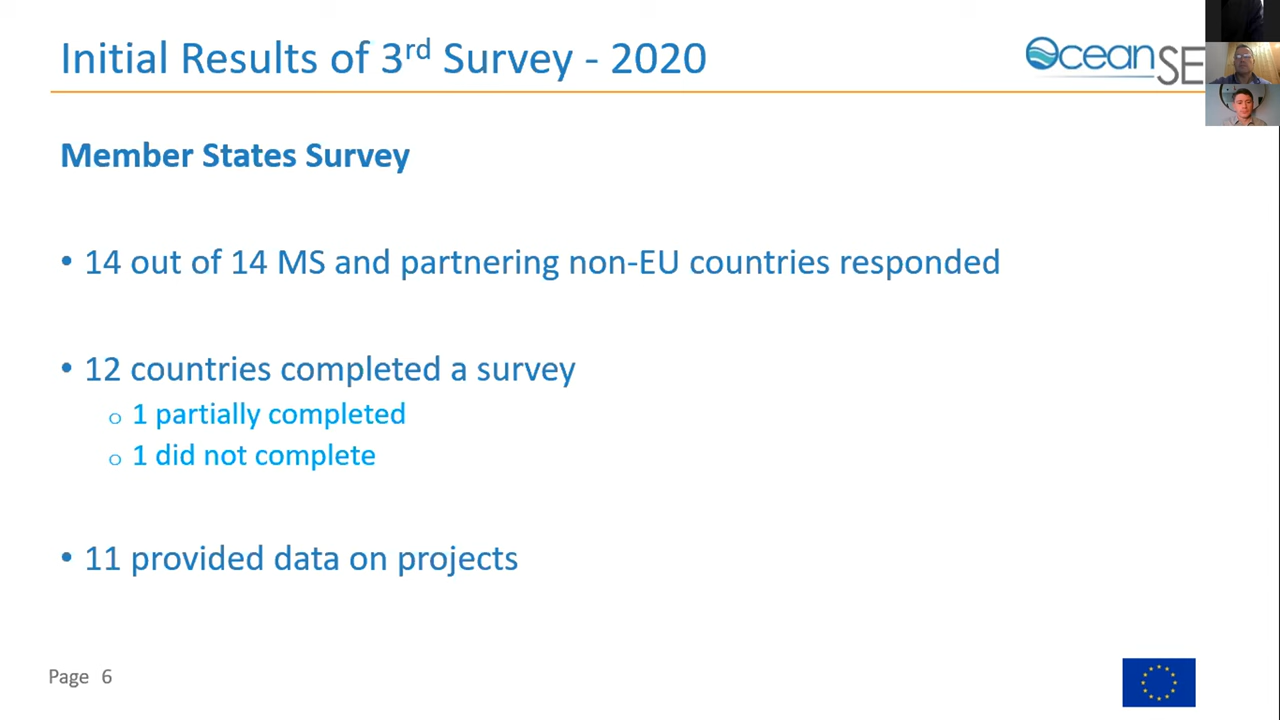 Initial Results of 3rd Survey - 2020
OceanSE
Member States Survey
• 14 out of 14 MS and partnering non-EU countries responded
• 12 countries completed a survey
o 1 partially completed
o 1 did not complete
• 11 provided data on projects
Page 6